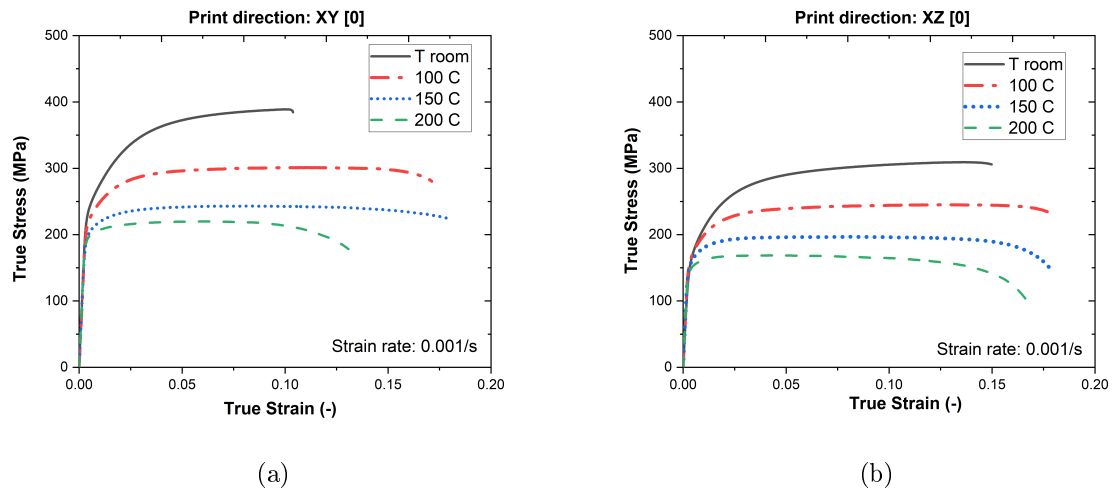 Print direction: XY [0]
500
400
300
200
100
0
True Stress (MPa)
T room
100 C
150 C
200 C
Strain rate: 0.001/s
0.00
0.05
0.10
0.15
0.20
True Strain (-)
(a)
Print direction: XZ [0]
500
400
300
200
100
0
True Stress (MPa)
T room
100 C
150 C
200 C
Strain rate: 0.001/s
0.00
0.05
0.10
0.15
0.20
True Strain (-)
(b)